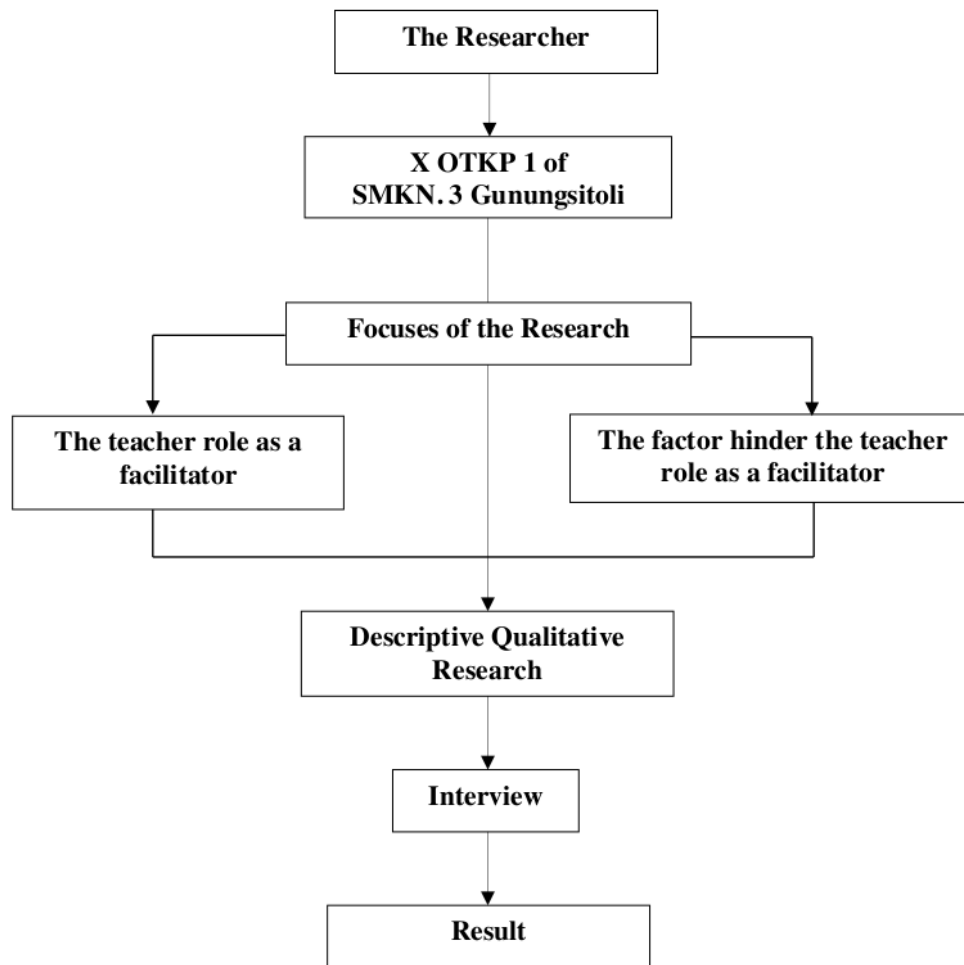 The Researcher
X OTKP 1 of
SMKN. 3 Gunungsitoli
Focuses of the Research
The teacher role as a
facilitator
The factor hinder the teacher
role as a facilitator
Descriptive Qualitative
Research
Interview
Result